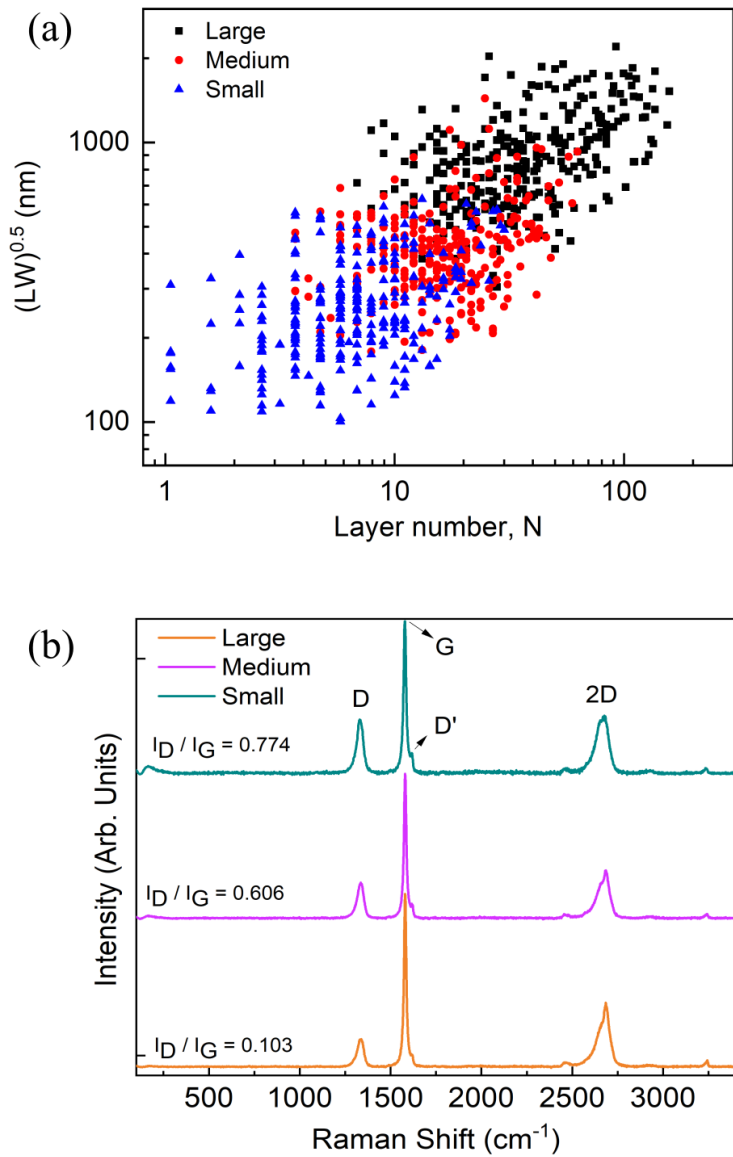 (a)
Large
Medium
Small
1000
100
(LW)^0.5 (nm)
1 10 100
Layer number, N
(b)
Large
Medium
Small
G
D
D'
2D
I_D / I_G = 0.774
I_D / I_G = 0.606
I_D / I_G = 0.103
Intensity (Arb. Units)
500 1000 1500 2000 2500 3000
Raman Shift (cm⁻¹)